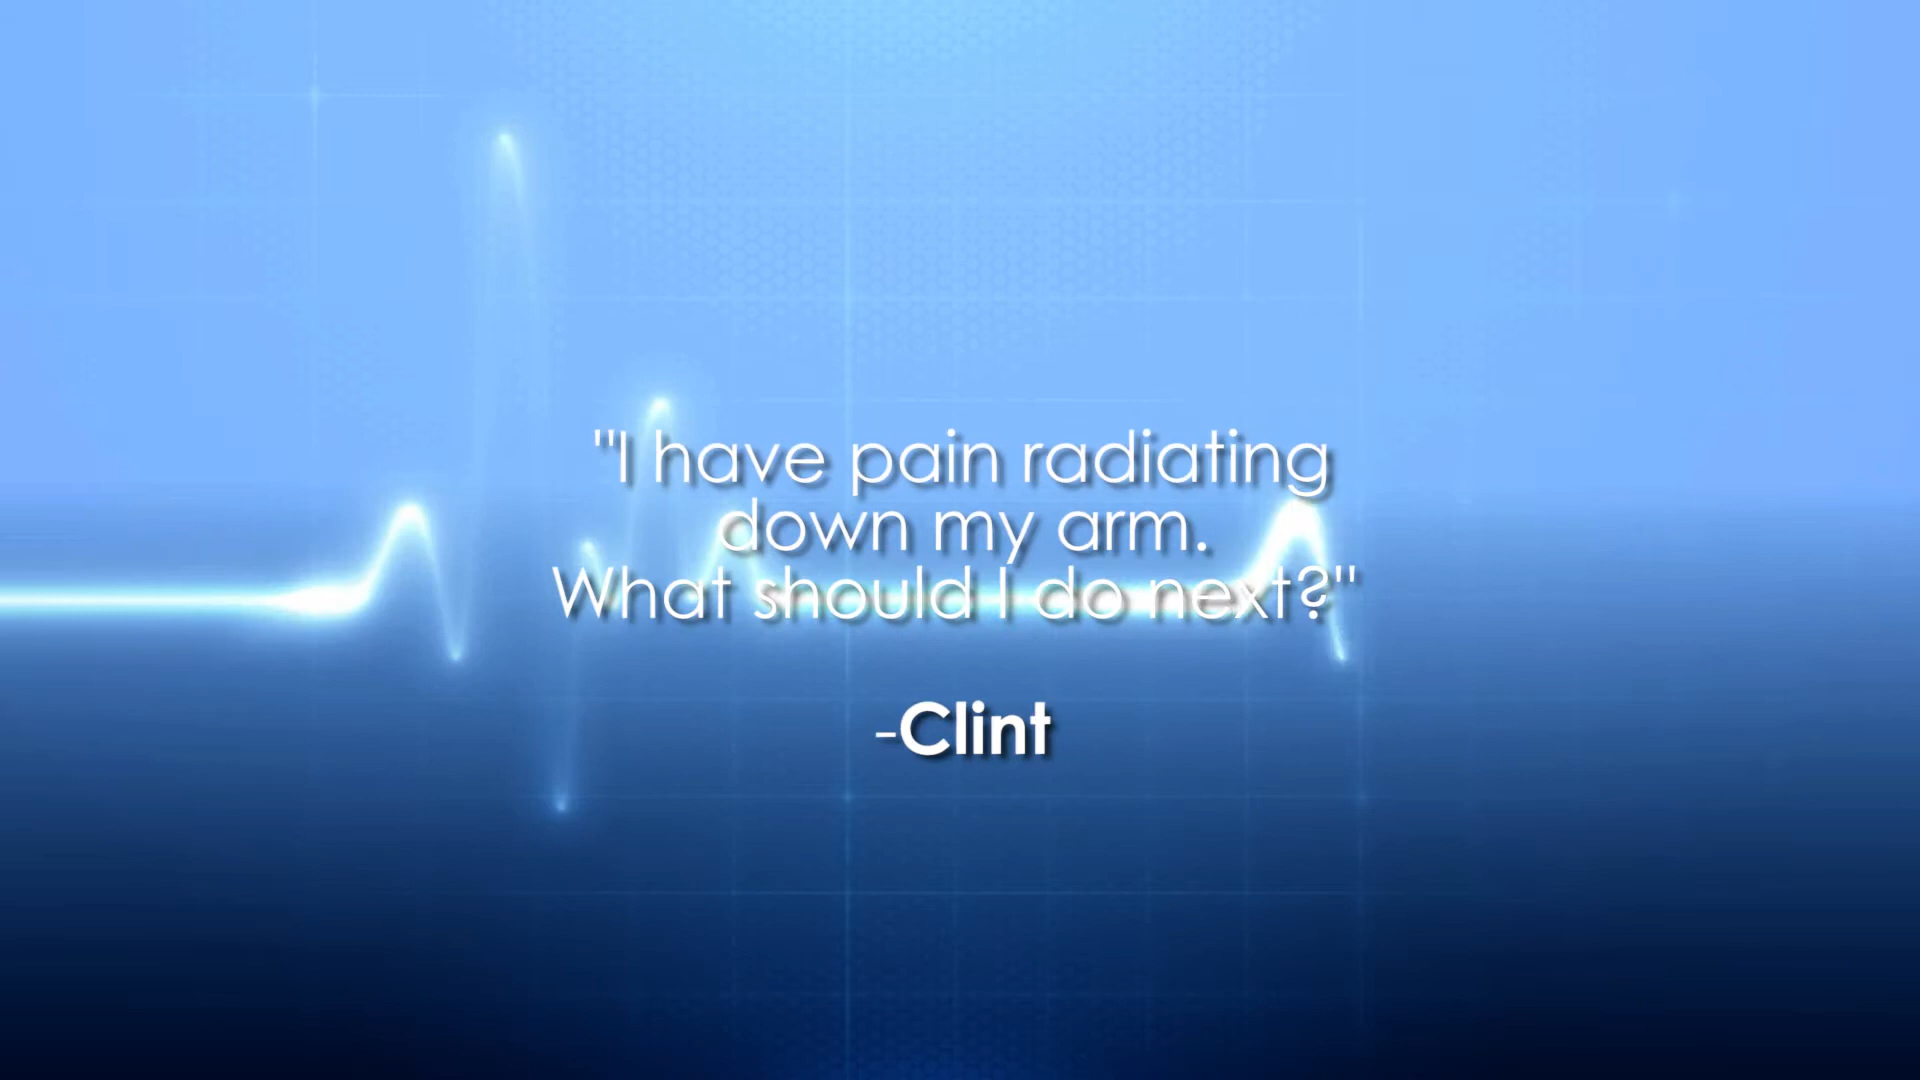 "I have pain radiating
down my arm.
What should I do next?"
-Clint